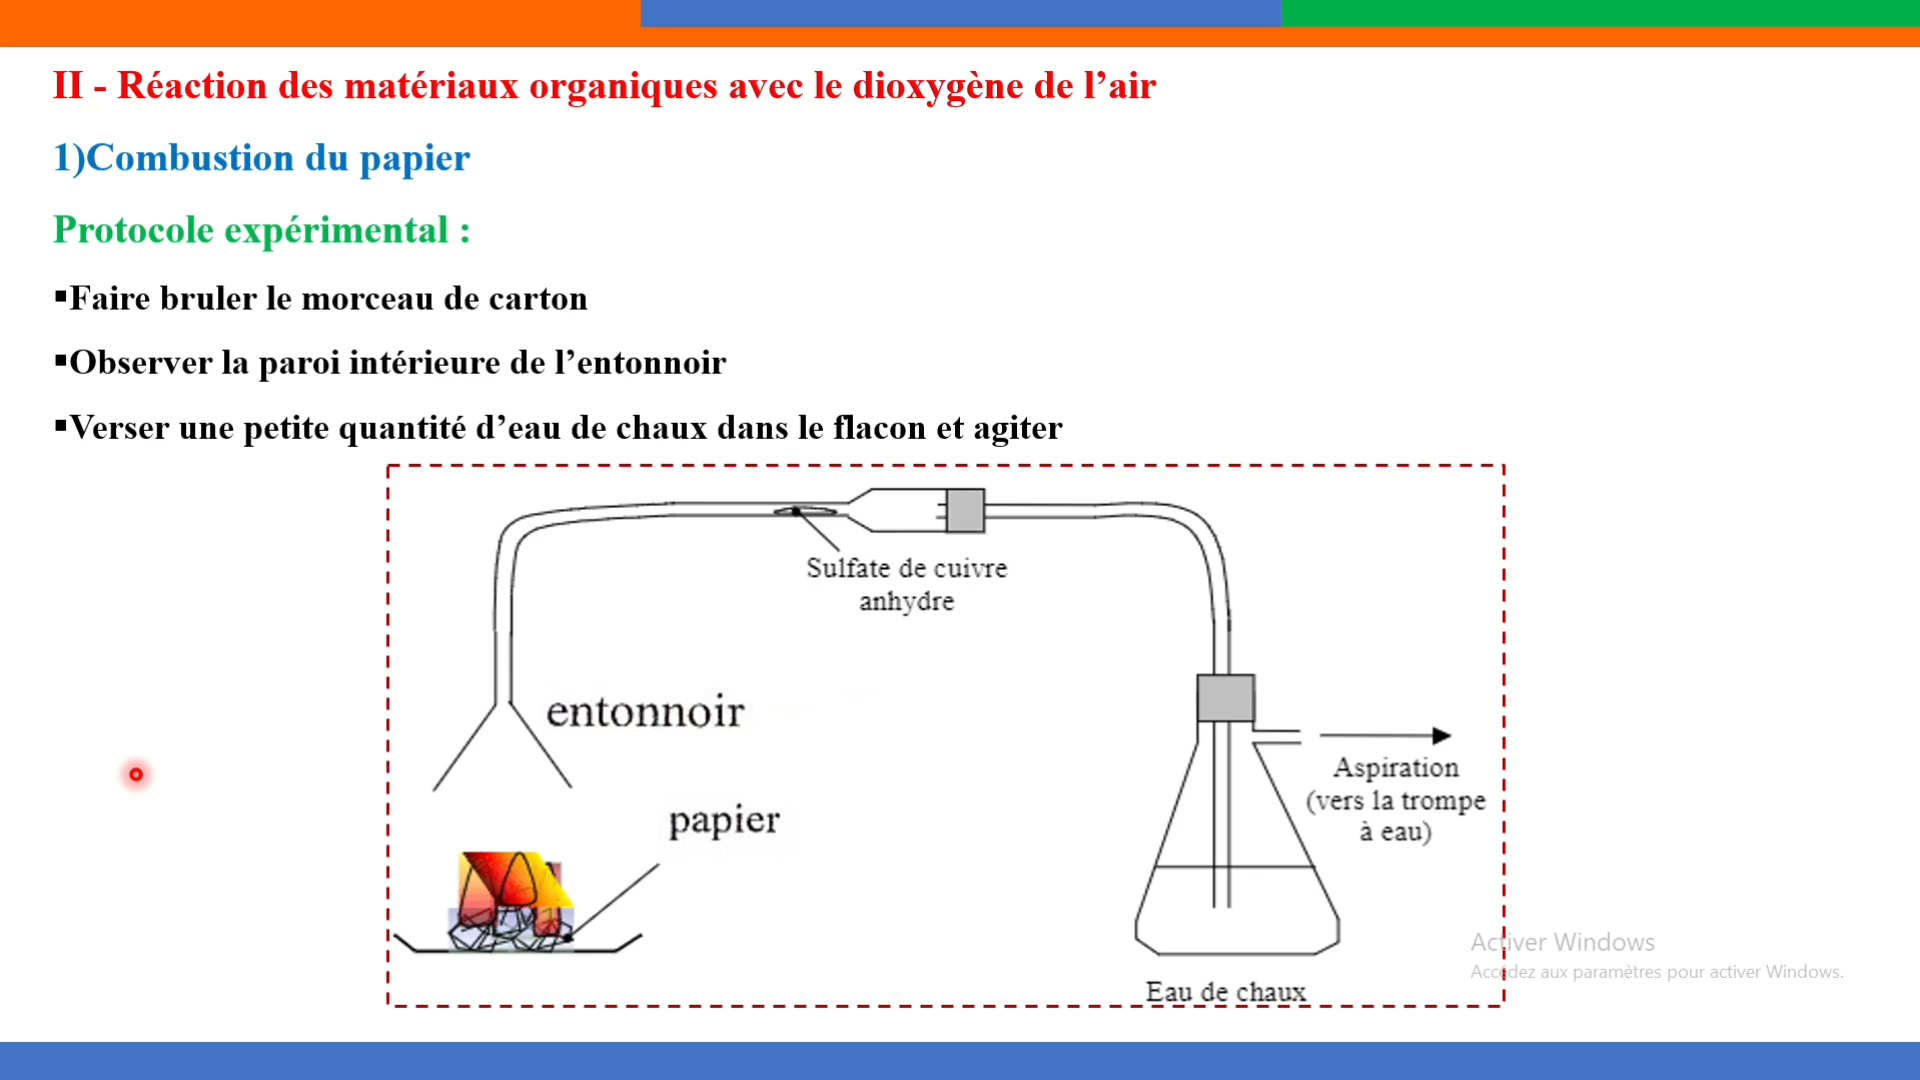 II - Réaction des matériaux organiques avec le dioxygène de l’air
1)Combustion du papier
Protocole expérimental :
▪Faire bruler le morceau de carton
▪Observer la paroi intérieure de l’entonnoir
▪Verser une petite quantité d’eau de chaux dans le flacon et agiter
Sulfate de cuivre
anhydre
entonnoir
papier
Aspiration
(vers la trompe
à eau)
Eau de chaux
Activer Windows
Accédez aux paramètres pour activer Windows.